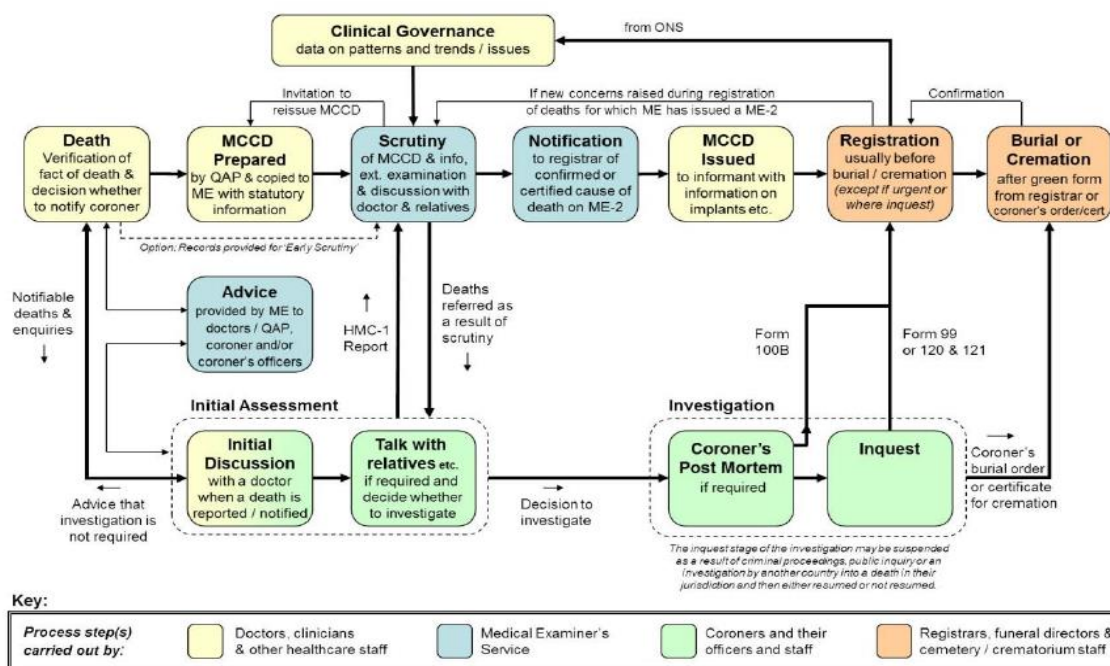 Clinical Governance
data on patterns and trends / issues
from ONS
Invitation to
reissue MCCD
If new concerns raised during registration
of deaths for which ME has issued a ME-2
Confirmation
Death
Verification of
fact of death &
decision whether
to notify coroner
MCCD
Prepared
by QAP & copied to
ME with statutory
information
Scrutiny
of MCCD & info,
ext. examination
& discussion with
doctor & relatives
Notification
to registrar of
confirmed or
certified cause of
death on ME-2
MCCD
Issued
to informant with
information on
implants etc.
Registration
usually before
burial / cremation
(except if urgent or
where inquest)
Burial or
Cremation
after green form
from registrar or
coroner's order/cert
Option: Records provided for 'Early Scrutiny'
Notifiable
deaths &
enquiries
Advice
provided by ME to
doctors / QAP,
coroner and/or
coroner's officers
HMC-1
Report
Deaths
referred as
a result of
scrutiny
Form
100B
Form 99
or 120 & 121
Initial Assessment
Initial
Discussion
with a doctor
when a death is
reported / notified
Talk with
relatives etc.
if required and
decide whether
to investigate
Advice that
investigation is
not required
Decision to
investigate
Investigation
Coroner's
Post Mortem
if required
Inquest
Coroner's
burial order
or certificate
for cremation
The inquest stage of the investigation may be suspended
as a result of criminal proceedings, public inquiry or an
investigation by another country into a death in their
jurisdiction and then either resumed or not resumed.
Key:
Process step(s)
carried out by:
Doctors, clinicians
& other healthcare staff
Medical Examiner's
Service
Coroners and their
officers and staff
Registrars, funeral directors &
cemetery / crematorium staff